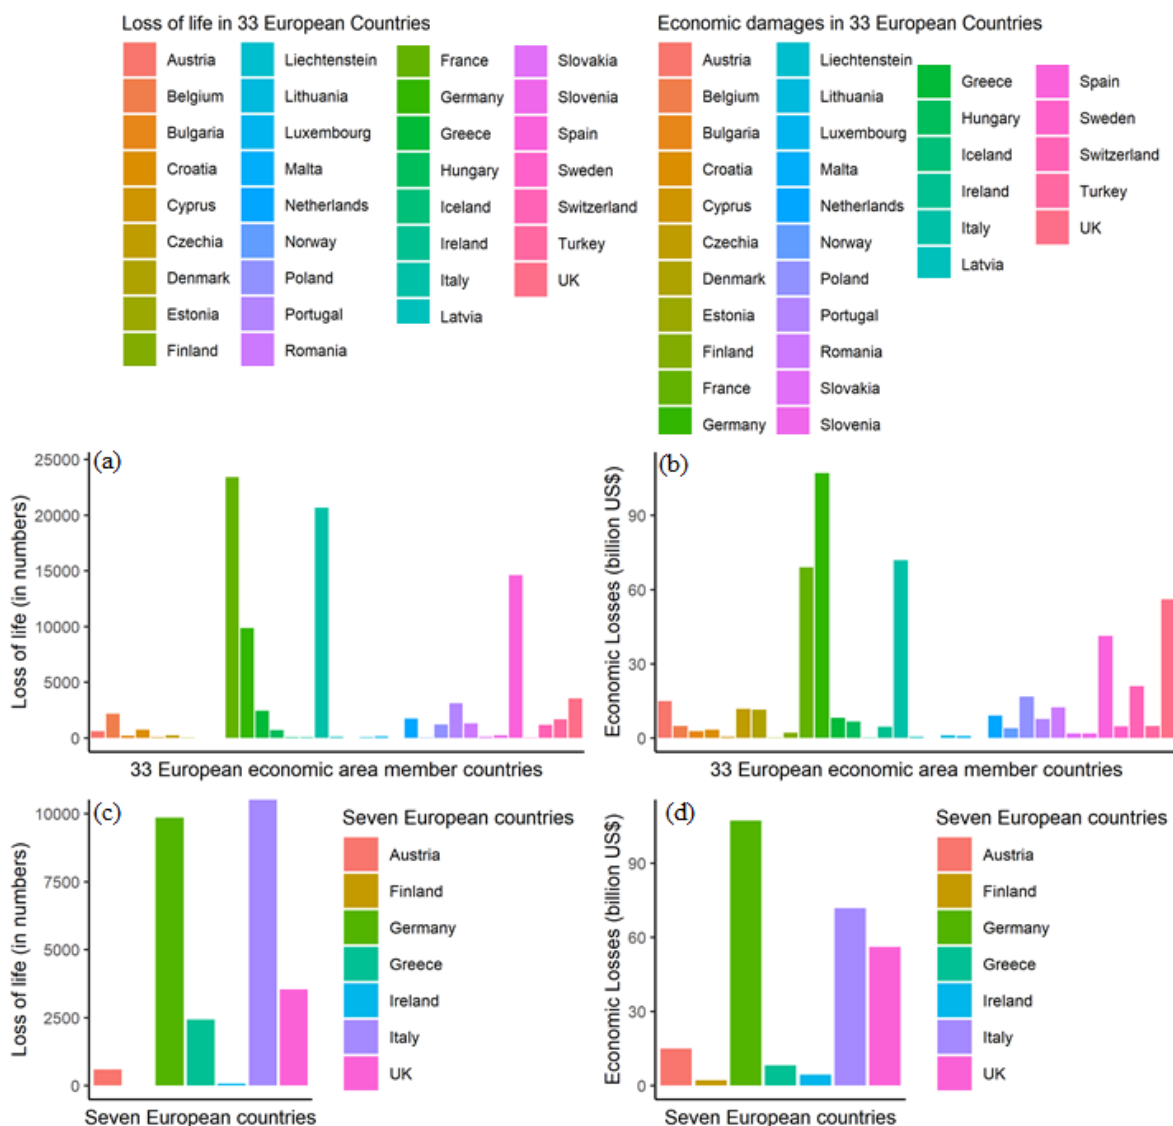 Loss of life in 33 European Countries
Austria
Belgium
Bulgaria
Croatia
Cyprus
Czechia
Denmark
Estonia
Finland
Liechtenstein
Lithuania
Luxembourg
Malta
Netherlands
Norway
Poland
Portugal
Romania
France
Germany
Greece
Hungary
Iceland
Ireland
Italy
Latvia
Slovakia
Slovenia
Spain
Sweden
Switzerland
Turkey
UK
Economic damages in 33 European Countries
Austria
Belgium
Bulgaria
Croatia
Cyprus
Czechia
Denmark
Estonia
Finland
France
Germany
Liechtenstein
Lithuania
Luxembourg
Malta
Netherlands
Norway
Poland
Portugal
Romania
Slovakia
Slovenia
Greece
Hungary
Iceland
Ireland
Italy
Latvia
Spain
Sweden
Switzerland
Turkey
UK
(a)
Loss of life (in numbers)
25000
20000
15000
10000
5000
0
33 European economic area member countries
(b)
Economic Losses (billion US$)
90
60
30
0
33 European economic area member countries
(c)
Loss of life (in numbers)
10000
7500
5000
2500
0
Seven European countries
Seven European countries
Austria
Finland
Germany
Greece
Ireland
Italy
UK
(d)
Economic Losses (billion US$)
90
60
30
0
Seven European countries
Seven European countries
Austria
Finland
Germany
Greece
Ireland
Italy
UK